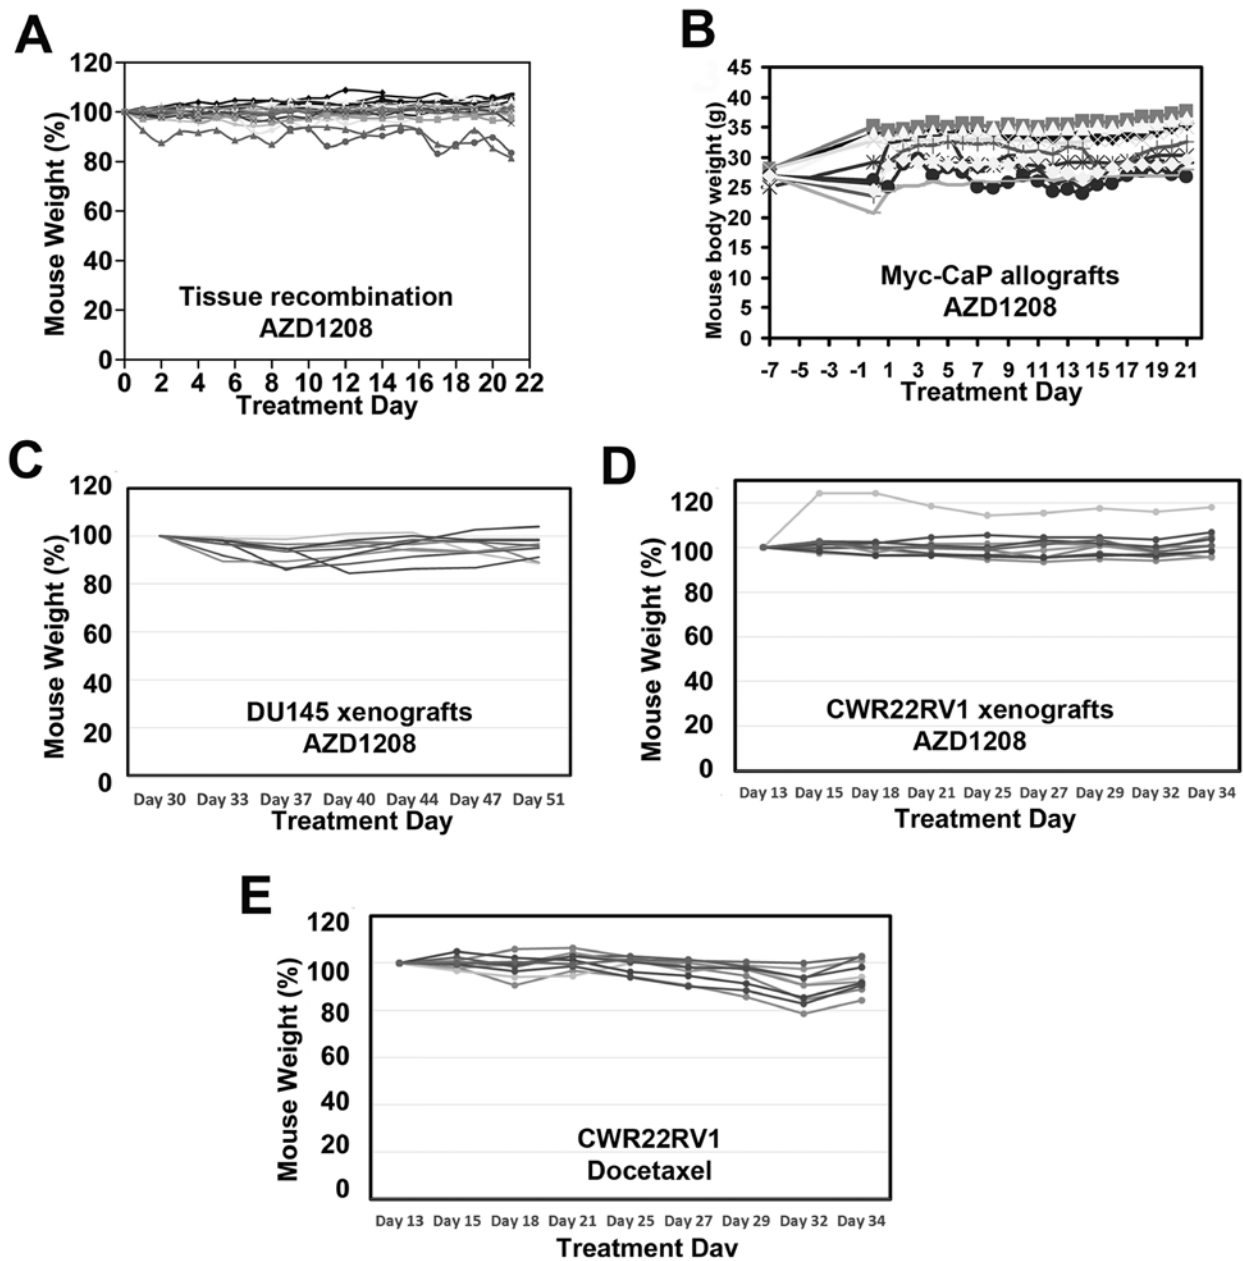 A
120
100
80
60
40
20
0
Mouse Weight (%)
Tissue recombination
AZD1208
0 2 4 6 8 10 12 14 16 18 20 22
Treatment Day
B
45
40
35
30
25
20
15
10
5
0
Mouse body weight (g)
Myc-CaP allografts
AZD1208
-7 -5 -3 -1 1 3 5 7 9 11 13 15 17 19 21
Treatment Day
C
120
100
80
60
40
20
0
Mouse Weight (%)
DU145 xenografts
AZD1208
Day 30 Day 33 Day 37 Day 40 Day 44 Day 47 Day 51
Treatment Day
D
120
100
80
60
40
20
0
Mouse Weight (%)
CWR22RV1 xenografts
AZD1208
Day 13 Day 15 Day 18 Day 21 Day 25 Day 27 Day 29 Day 32 Day 34
Treatment Day
E
120
100
80
60
40
20
0
Mouse Weight (%)
CWR22RV1
Docetaxel
Day 13 Day 15 Day 18 Day 21 Day 25 Day 27 Day 29 Day 32 Day 34
Treatment Day